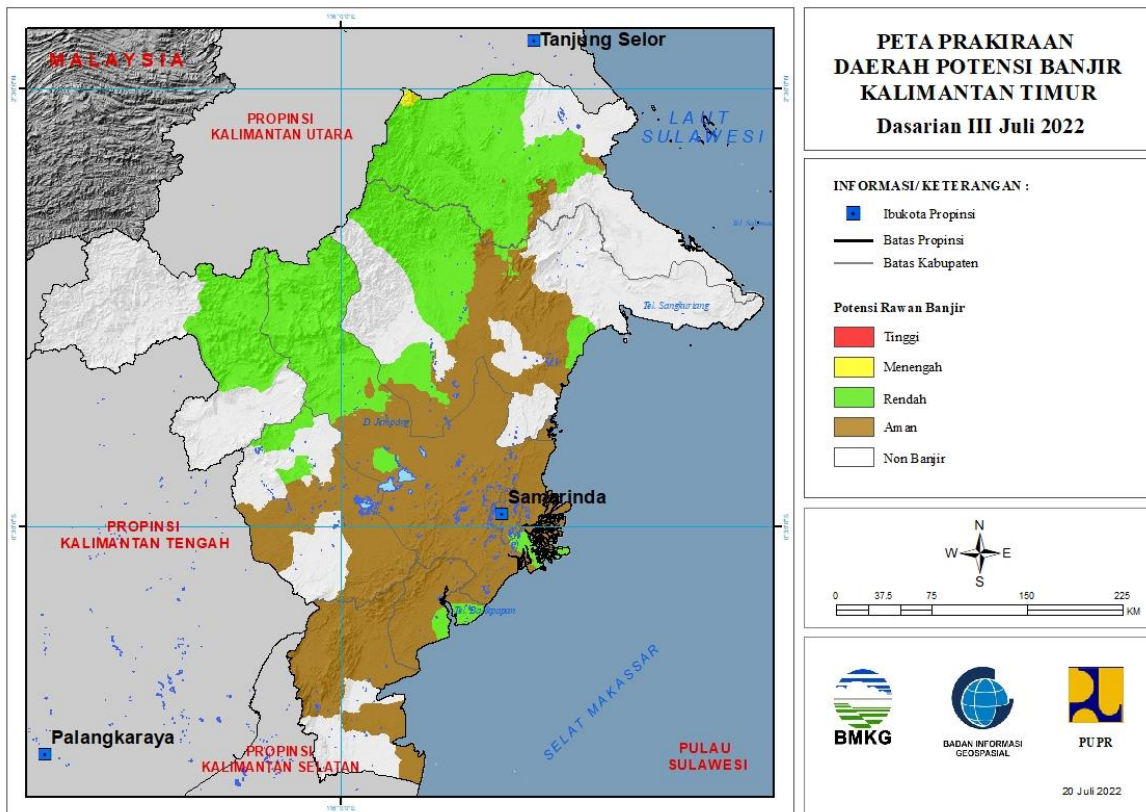 Tanjung Selor
MALAYSIA
PROPINSI
KALIMANTAN UTARA
LAUT
SULAWESI
Tel. Sangkuriang
D. Jempang
Samarinda
PROPINSI
KALIMANTAN TENGAH
Tel. Balikpapan
SELAT MAKASSAR
Palangkaraya
PROPINSI
KALIMANTAN SELATAN
PULAU
SULAWESI
PETA PRAKIRAAN
DAERAH POTENSI BANJIR
KALIMANTAN TIMUR
Dasarian III Juli 2022
INFORMASI/ KETERANGAN :
Ibukota Propinsi
Batas Propinsi
Batas Kabupaten
Potensi Rawan Banjir
Tinggi
Menengah
Rendah
Aman
Non Banjir
N
W E
S
0 37.5 75 150 225
KM
BMKG
BADAN INFORMASI
GEOSPASIAL
PUPR
20 Juli 2022